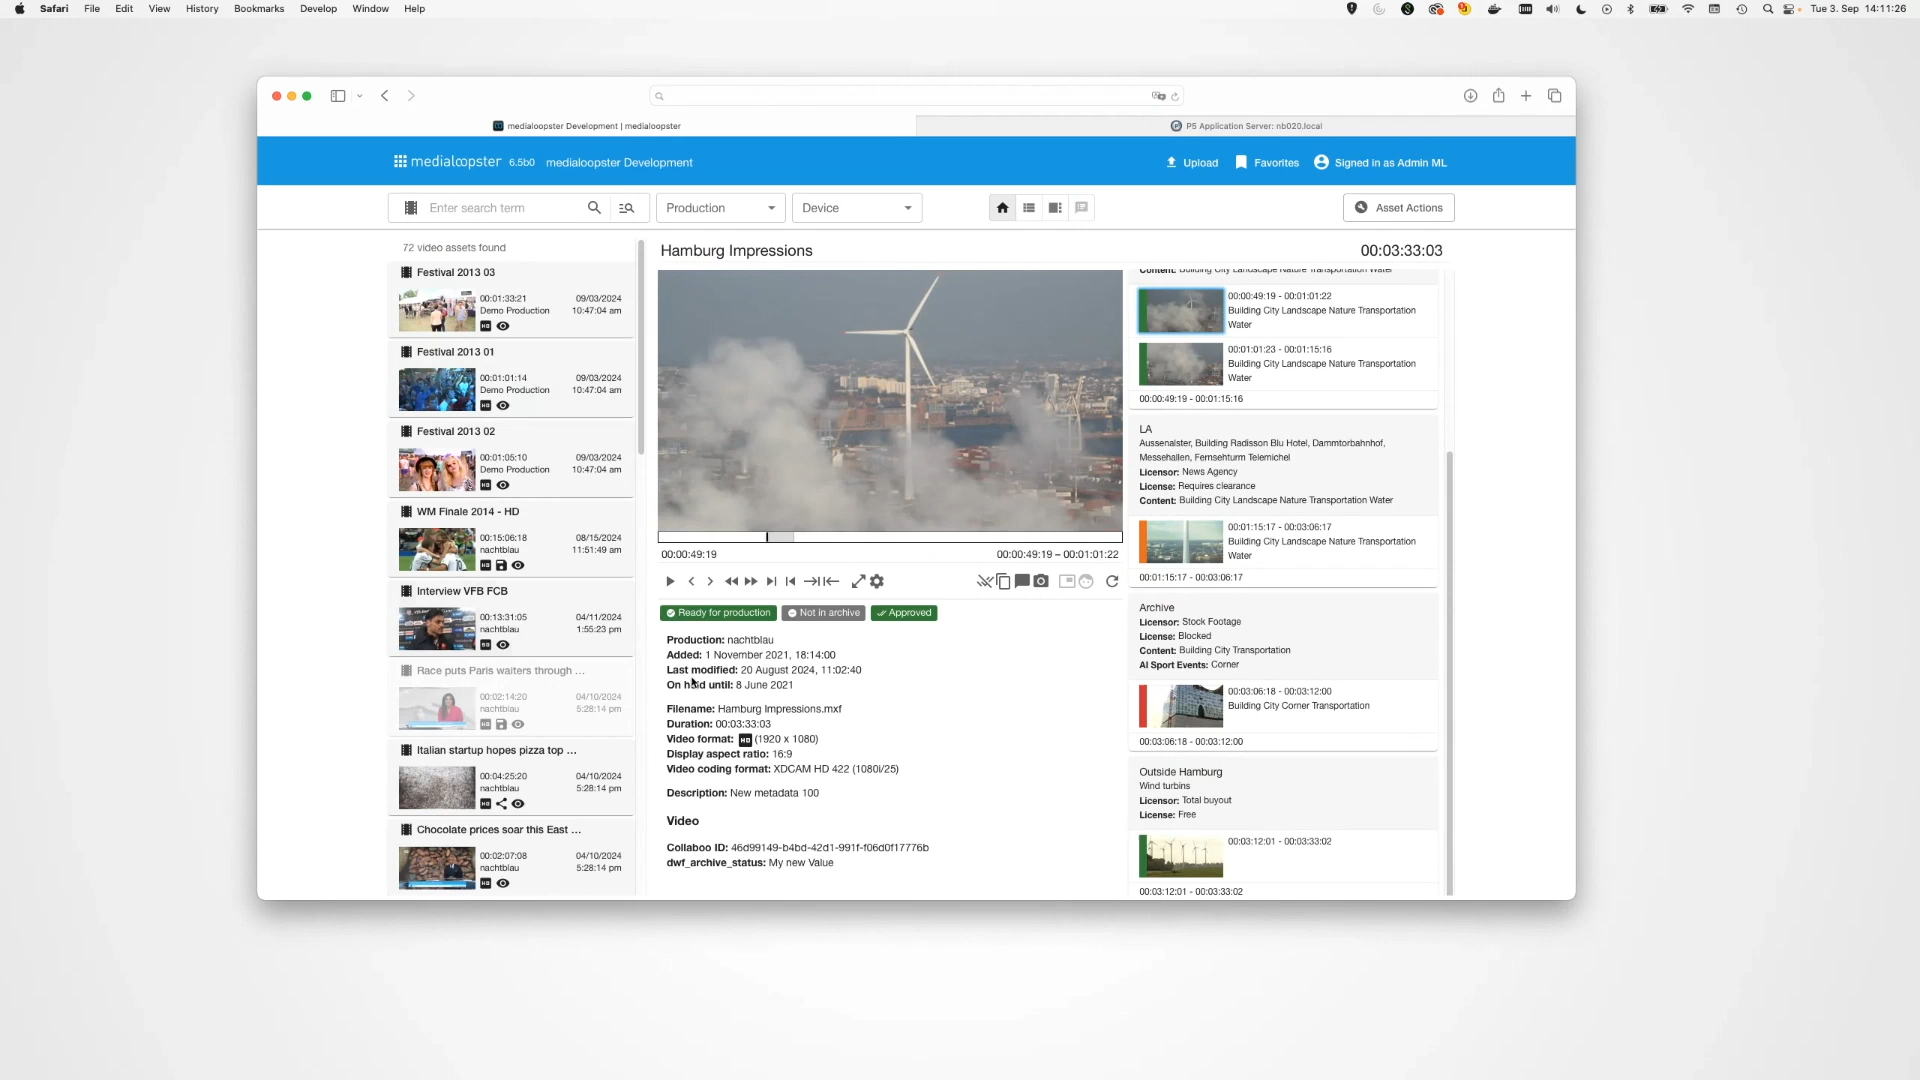 Safari File Edit View History Bookmarks Develop Window Help
Tue 3. Sep 14:11:26
medialoopster Development | medialoopster
P5 Application Server: nb020.local
medialoopster 6.5b0 medialoopster Development
Upload Favorites Signed in as Admin ML
Enter search term
Production
Device
Asset Actions
72 video assets found
Festival 2013 03
00:01:33:21 09/03/2024
Demo Production 10:47:04 am
HD
Festival 2013 01
00:01:01:14 09/03/2024
Demo Production 10:47:04 am
HD
Festival 2013 02
00:01:05:10 09/03/2024
Demo Production 10:47:04 am
HD
WM Finale 2014 - HD
00:15:06:18 08/15/2024
nachtblau 11:51:49 am
HD
Interview VFB FCB
00:13:31:05 04/11/2024
nachtblau 1:55:23 pm
Race puts Paris waiters through ...
00:02:14:20 04/10/2024
nachtblau 5:28:14 pm
HD
Italian startup hopes pizza top ...
00:04:25:20 04/10/2024
nachtblau 5:28:14 pm
HD
Chocolate prices soar this East ...
00:02:07:08 04/10/2024
nachtblau 5:28:14 pm
HD
Hamburg Impressions
00:03:33:03
00:00:49:19
00:00:49:19 – 00:01:01:22
Ready for production
Not in archive
Approved
Production: nachtblau
Added: 1 November 2021, 18:14:00
Last modified: 20 August 2024, 11:02:40
On hold until: 8 June 2021
Filename: Hamburg Impressions.mxf
Duration: 00:03:33:03
Video format: HD (1920 x 1080)
Display aspect ratio: 16:9
Video coding format: XDCAM HD 422 (1080i/25)
Description: New metadata 100
Video
Collaboo ID: 46d99149-b4bd-42d1-991f-f06d0f17776b
dwf_archive_status: My new Value
Content: Building City Landscape Nature Transportation Water
00:00:49:19 - 00:01:01:22
Building City Landscape Nature Transportation
Water
00:01:01:23 - 00:01:15:16
Building City Landscape Nature Transportation
Water
00:00:49:19 - 00:01:15:16
LA
Aussenalster, Building Radisson Blu Hotel, Dammtorbahnhof,
Messehallen, Fernsehturm Telemichel
Licensor: News Agency
License: Requires clearance
Content: Building City Landscape Nature Transportation Water
00:01:15:17 - 00:03:06:17
Building City Landscape Nature Transportation
Water
00:01:15:17 - 00:03:06:17
Archive
Licensor: Stock Footage
License: Blocked
Content: Building City Transportation
AI Sport Events: Corner
00:03:06:18 - 00:03:12:00
Building City Corner Transportation
00:03:06:18 - 00:03:12:00
Outside Hamburg
Wind turbins
Licensor: Total buyout
License: Free
00:03:12:01 - 00:03:33:02
00:03:12:01 - 00:03:33:02